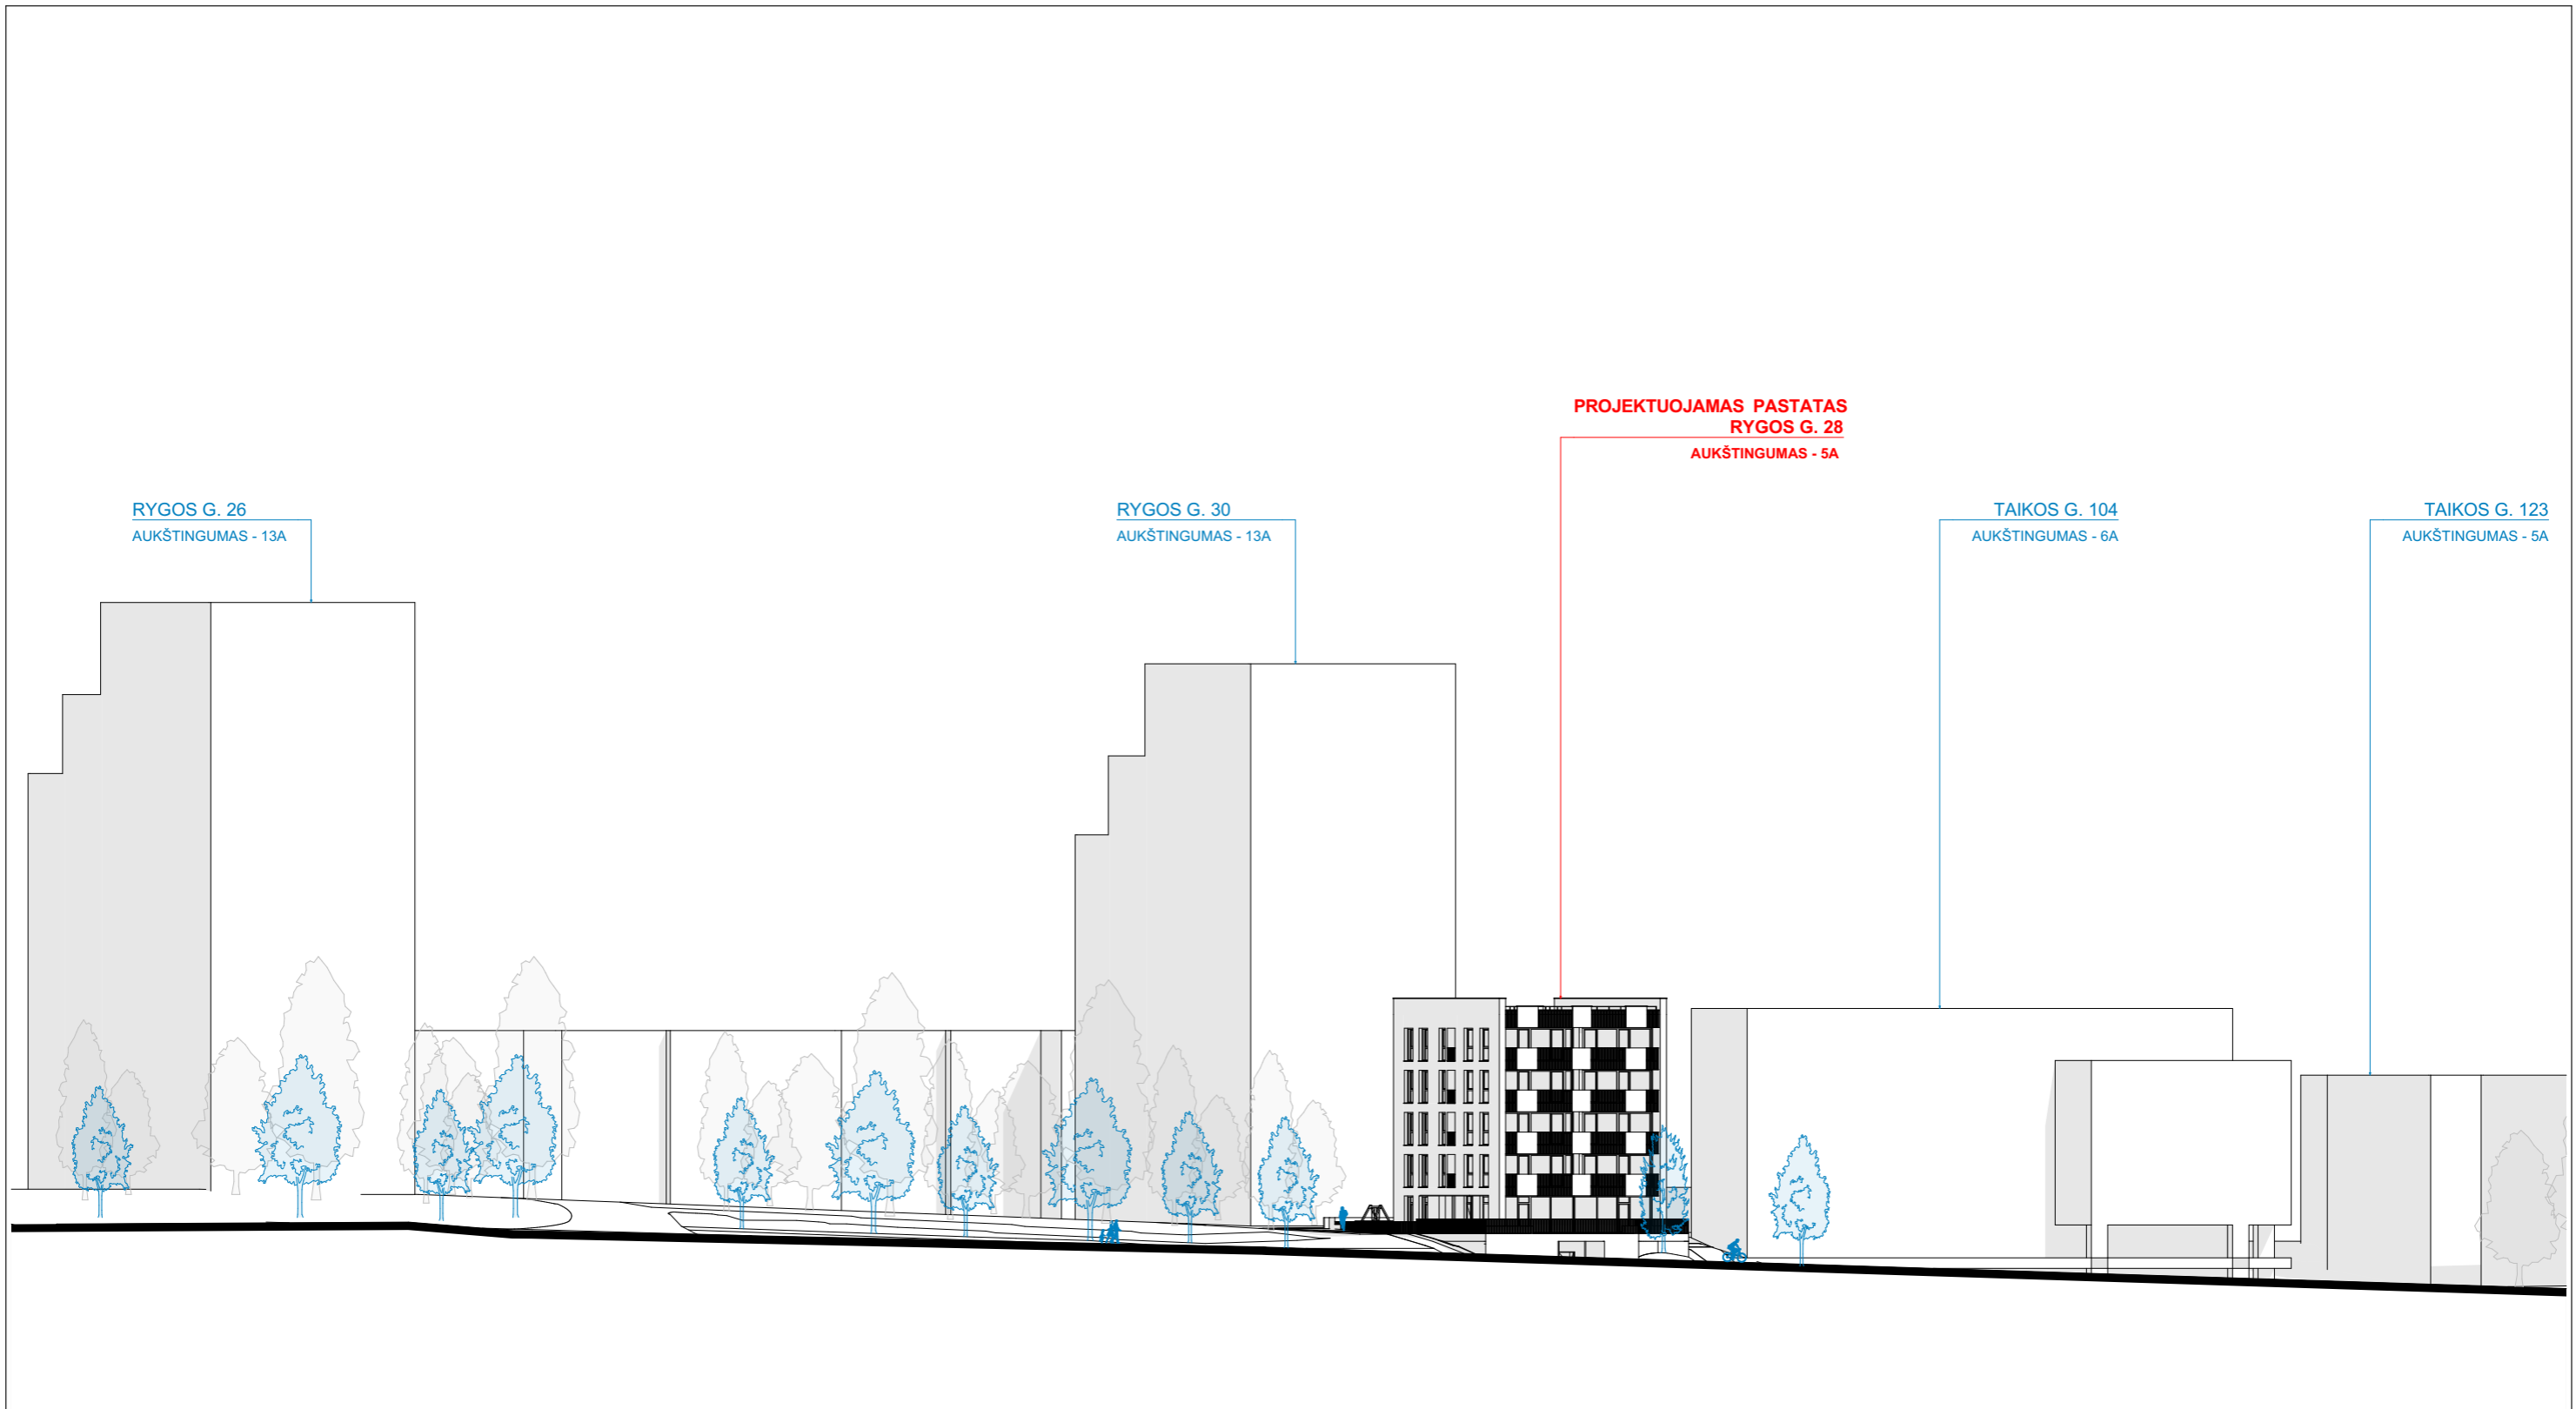 PROJEKTUOJAMAS PASTATAS
RYGOS G. 28
AUKŠTINGUMAS - 5A
RYGOS G. 26
AUKŠTINGUMAS - 13A
RYGOS G. 30
AUKŠTINGUMAS - 13A
TAIKOS G. 104
AUKŠTINGUMAS - 6A
TAIKOS G. 123
AUKŠTINGUMAS - 5A